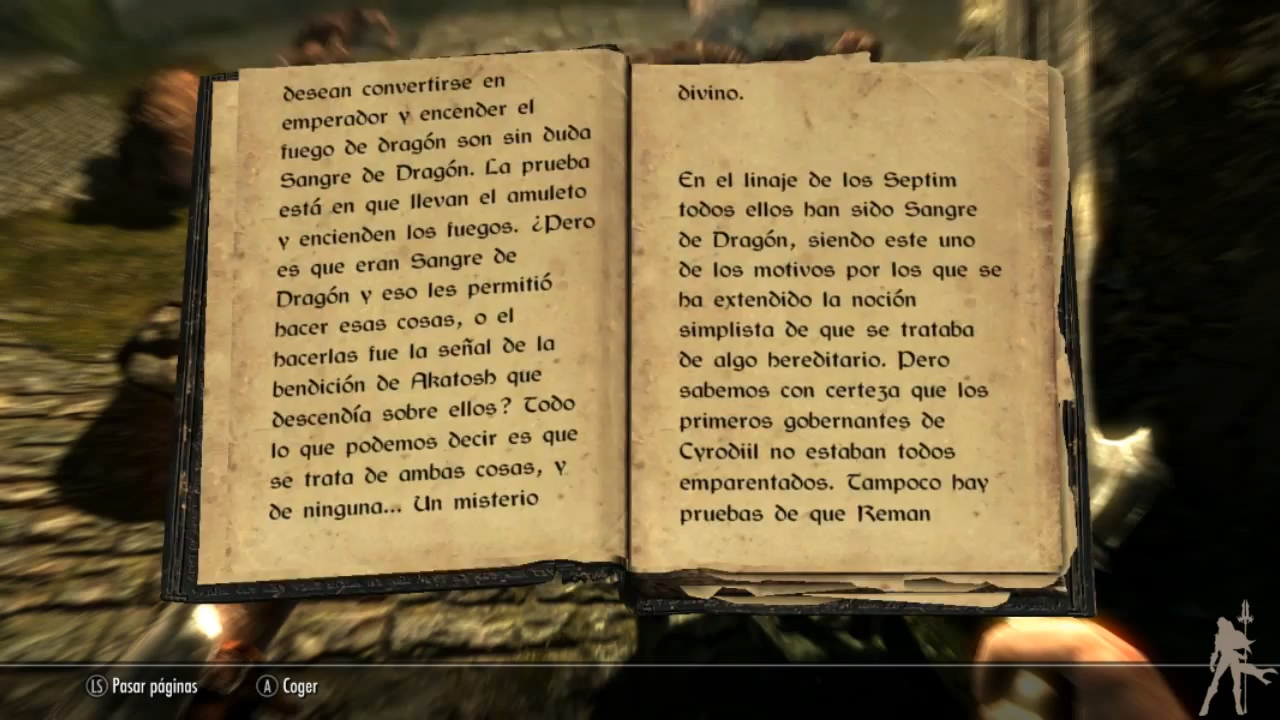 desean convertirse en
emperador y encender el
fuego de dragón son sin duda
Sangre de Dragón. La prueba
está en que llevan el amuleto
y encienden los fuegos. ¿Pero
es que eran Sangre de
Dragón y eso les permitió
hacer esas cosas, o el
hacerlas fue la señal de la
bendición de Akatosh que
descendía sobre ellos? Todo
lo que podemos decir es que
se trata de ambas cosas, y
de ninguna... Un misterio
divino.
En el linaje de los Septim
todos ellos han sido Sangre
de Dragón, siendo este uno
de los motivos por los que se
ha extendido la noción
simplista de que se trataba
de algo hereditario. Pero
sabemos con certeza que los
primeros gobernantes de
Cyrodiil no estaban todos
emparentados. Tampoco hay
pruebas de que Reman
LS Pasar páginas A Coger